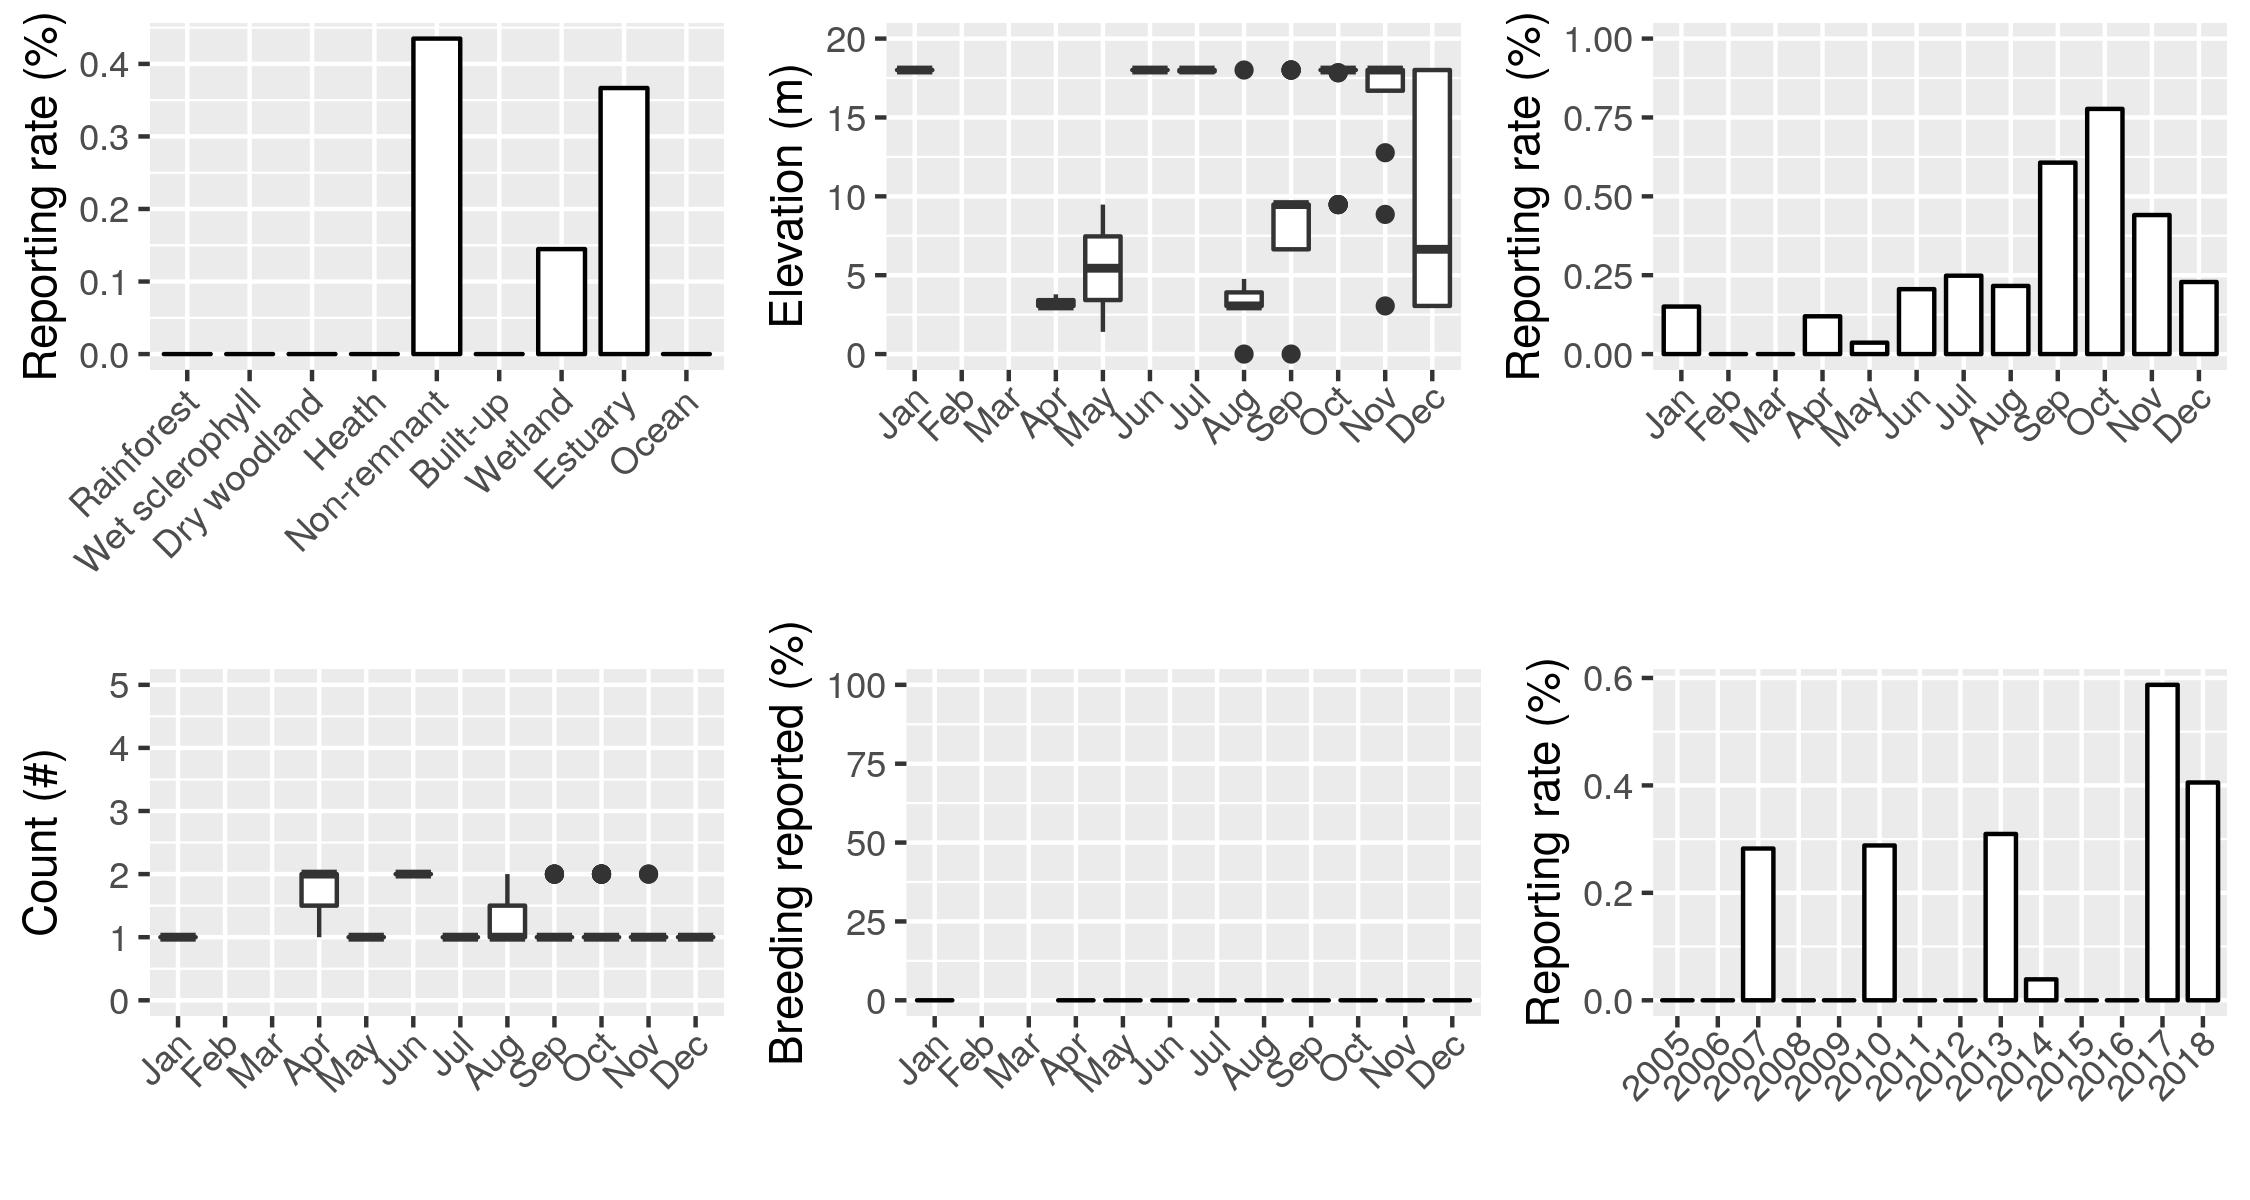 Reporting rate (%)
0.4
0.3
0.2
0.1
0.0
Rainforest
Wet sclerophyll
Dry woodland
Heath
Non-remnant
Built-up
Wetland
Estuary
Ocean
Elevation (m)
20
15
10
5
0
Jan
Feb
Mar
Apr
May
Jun
Jul
Aug
Sep
Oct
Nov
Dec
Reporting rate (%)
1.00
0.75
0.50
0.25
0.00
Jan
Feb
Mar
Apr
May
Jun
Jul
Aug
Sep
Oct
Nov
Dec
Count (#)
5
4
3
2
1
0
Jan
Feb
Mar
Apr
May
Jun
Jul
Aug
Sep
Oct
Nov
Dec
Breeding reported (%)
100
75
50
25
0
Jan
Feb
Mar
Apr
May
Jun
Jul
Aug
Sep
Oct
Nov
Dec
Reporting rate (%)
0.6
0.4
0.2
0.0
2005
2006
2007
2008
2009
2010
2011
2012
2013
2014
2015
2016
2017
2018